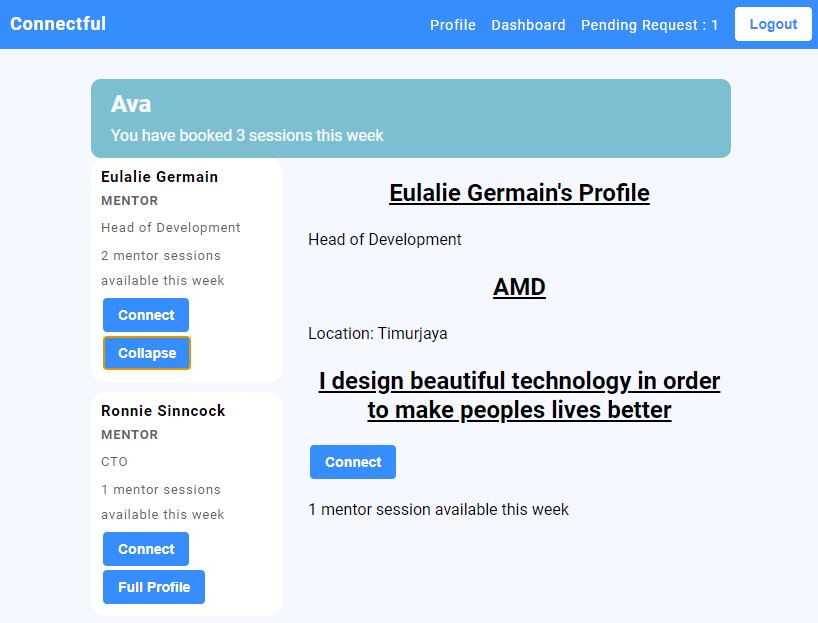 Connectful
Profile Dashboard Pending Request : 1 Logout
Ava
You have booked 3 sessions this week
Eulalie Germain
MENTOR
Head of Development
2 mentor sessions
available this week
Connect
Collapse
Ronnie Sinncock
MENTOR
CTO
1 mentor sessions
available this week
Connect
Full Profile
Eulalie Germain's Profile
Head of Development
AMD
Location: Timurjaya
I design beautiful technology in order
to make peoples lives better
Connect
1 mentor session available this week